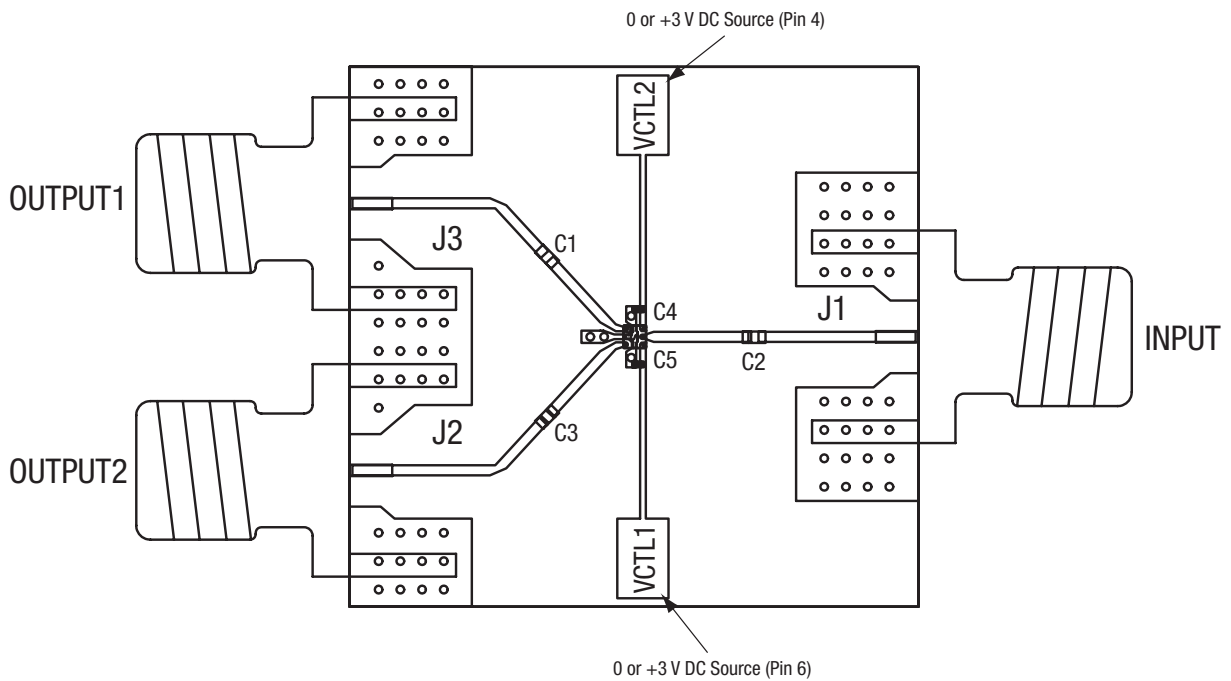 0 or +3 V DC Source (Pin 4)
VCTL2
OUTPUT1
J3
C1
C4
J1
INPUT
C5
C2
J2
C3
OUTPUT2
VCTL1
0 or +3 V DC Source (Pin 6)